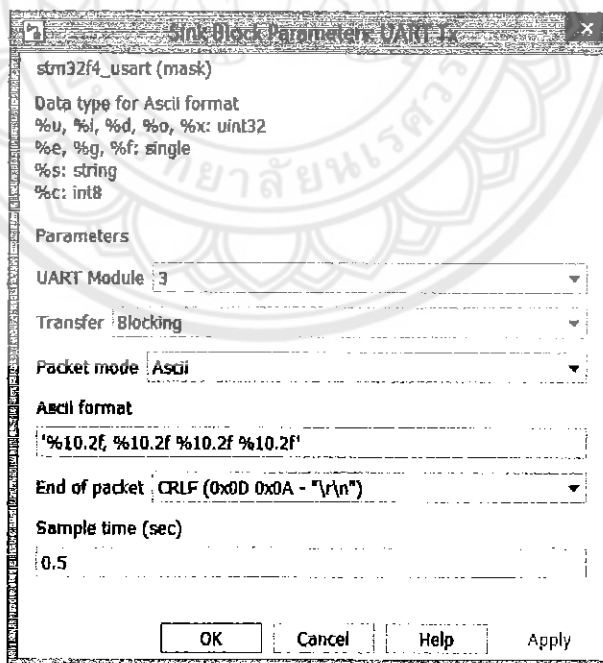 Sink Block Parameters: UART Tx
stm32f4_usart (mask)
Data type for Ascii format
%u, %i, %d, %o, %x: uint32
%e, %g, %f: single
%s: string
%c: int8
Parameters
UART Module 3
Transfer Blocking
Packet mode Ascii
Ascii format
'%10.2f, %10.2f %10.2f %10.2f'
End of packet CRLF (0x0D 0x0A - "\r\n")
Sample time (sec)
0.5
OK Cancel Help Apply